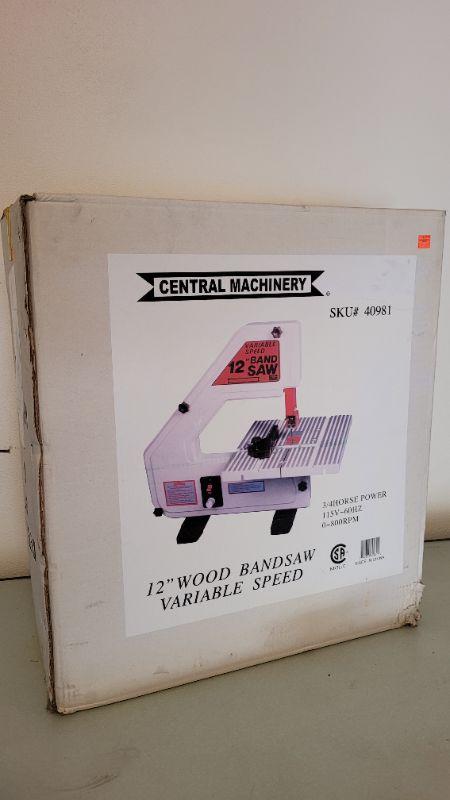 CENTRAL MACHINERY
SKU# 40981
VARIABLE
SPEED
12" BAND
SAW
3/4HORSE POWER
115V~60HZ
0-800RPM
12" WOOD BANDSAW
VARIABLE SPEED